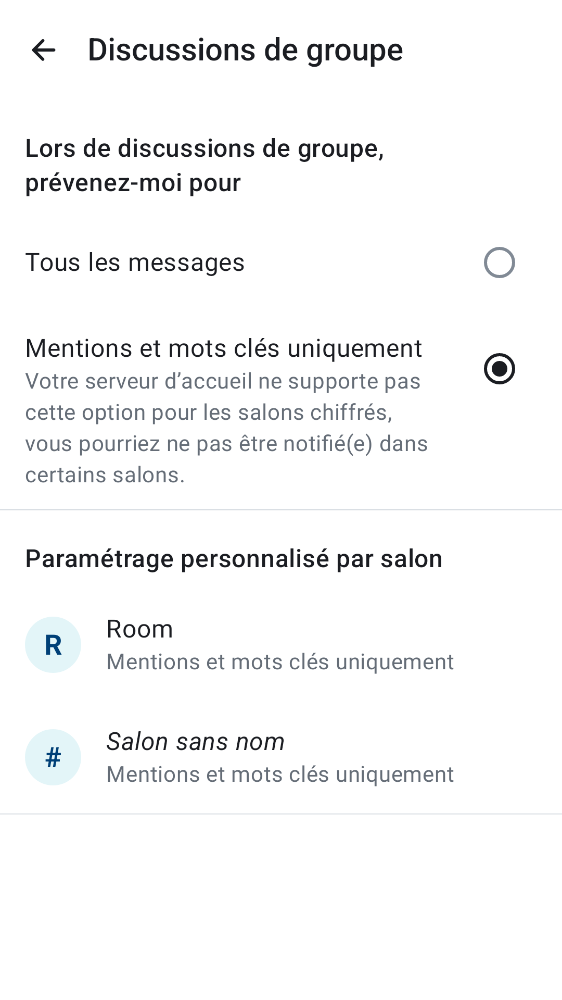 Discussions de groupe
Lors de discussions de groupe,
prévenez-moi pour
Tous les messages
Mentions et mots clés uniquement
Votre serveur d’accueil ne supporte pas
cette option pour les salons chiffrés,
vous pourriez ne pas être notifié(e) dans
certains salons.
Paramétrage personnalisé par salon
R
Room
Mentions et mots clés uniquement
#
Salon sans nom
Mentions et mots clés uniquement